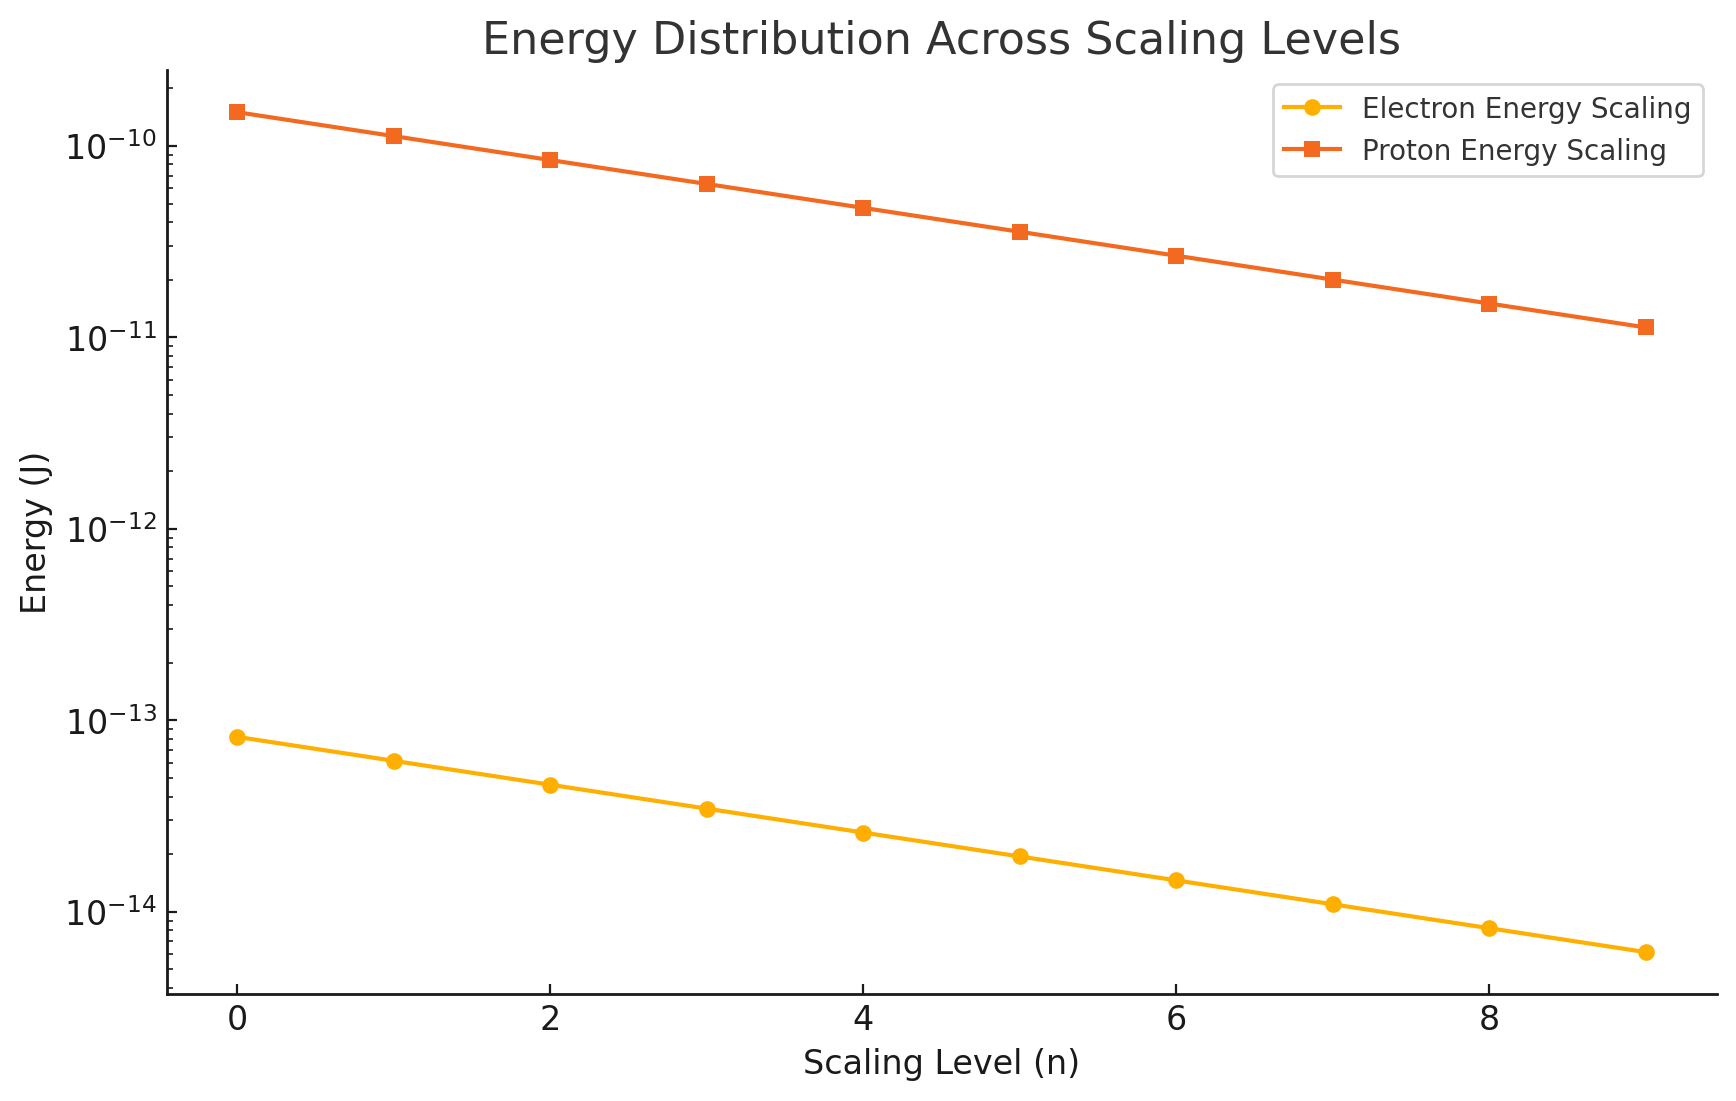 Energy Distribution Across Scaling Levels
Electron Energy Scaling
Proton Energy Scaling
Energy (J)
10⁻¹⁰
10⁻¹¹
10⁻¹²
10⁻¹³
10⁻¹⁴
0 2 4 6 8
Scaling Level (n)